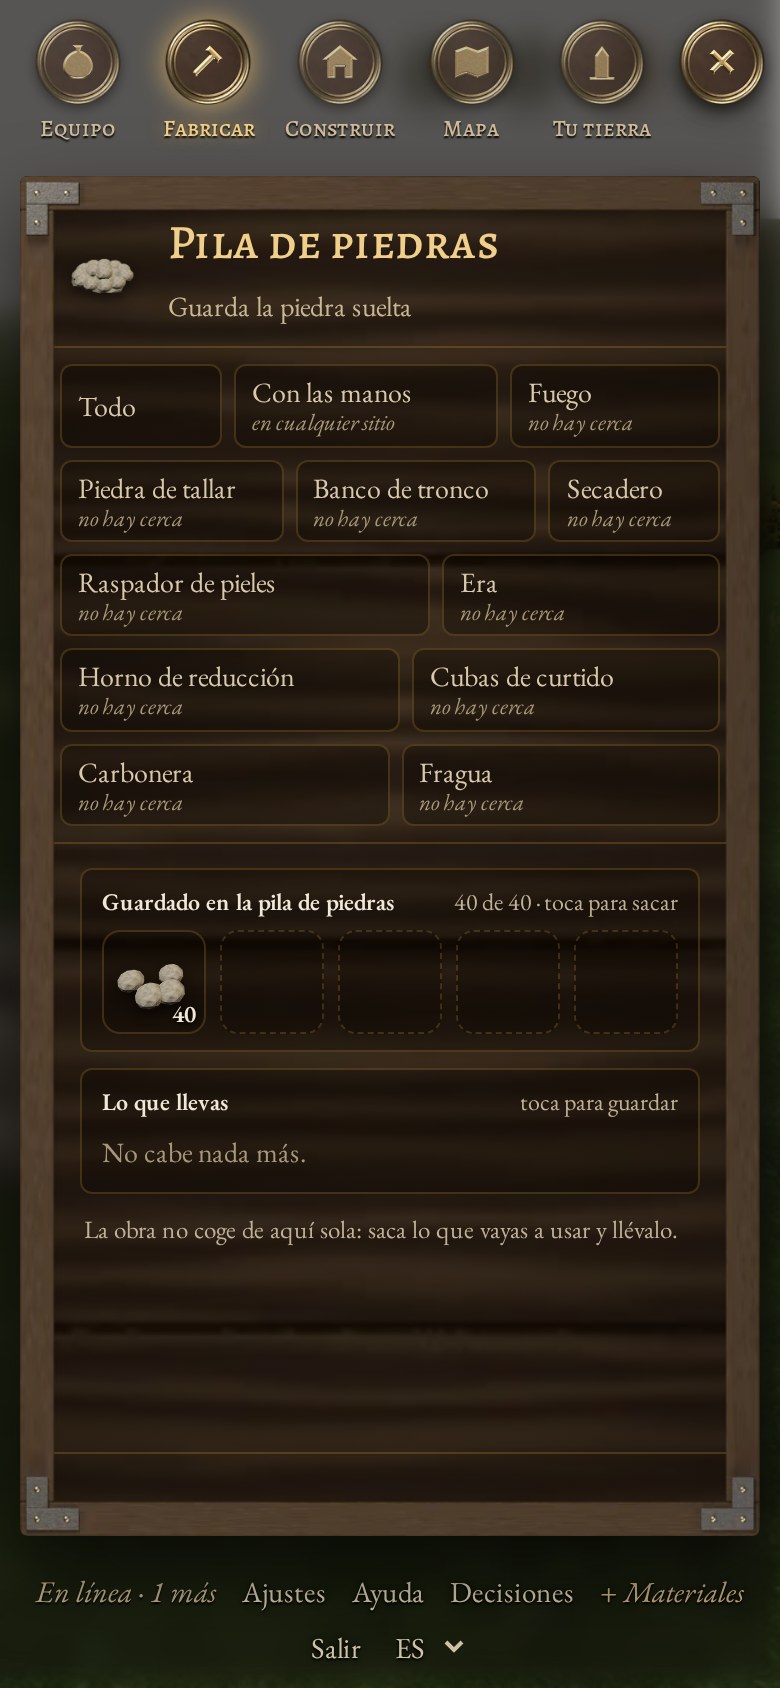 Equipo
Fabricar
Construir
Mapa
Tu tierra
Pila de piedras
Guarda la piedra suelta
Todo
Con las manos
en cualquier sitio
Fuego
no hay cerca
Piedra de tallar
no hay cerca
Banco de tronco
no hay cerca
Secadero
no hay cerca
Raspador de pieles
no hay cerca
Era
no hay cerca
Horno de reducción
no hay cerca
Cubas de curtido
no hay cerca
Carbonera
no hay cerca
Fragua
no hay cerca
Guardado en la pila de piedras
40 de 40 · toca para sacar
40
Lo que llevas
toca para guardar
No cabe nada más.
La obra no coge de aquí sola: saca lo que vayas a usar y llévalo.
En línea · 1 más
Ajustes
Ayuda
Decisiones
+ Materiales
Salir
ES